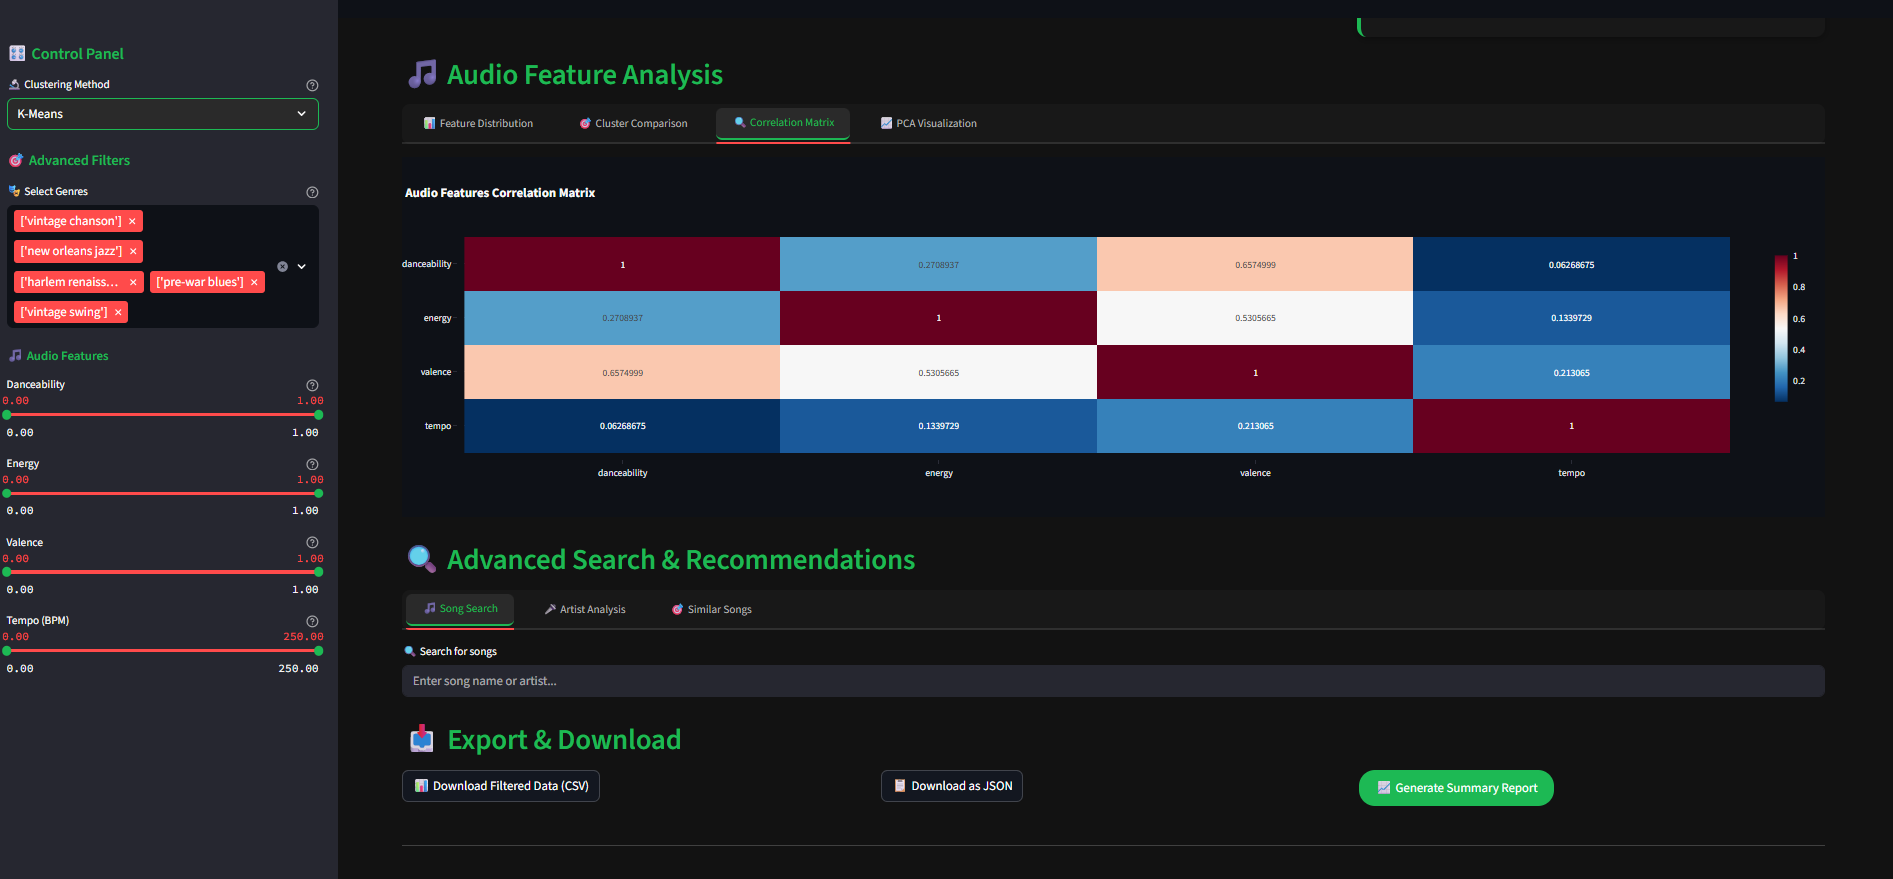 Control Panel
Clustering Method
K-Means
Advanced Filters
Select Genres
['vintage chanson'] ×
['new orleans jazz'] ×
['harlem renaiss... × ['pre-war blues'] ×
['vintage swing'] ×
Audio Features
Danceability
0.00 1.00
0.00 1.00
Energy
0.00 1.00
0.00 1.00
Valence
0.00 1.00
0.00 1.00
Tempo (BPM)
0.00 250.00
0.00 250.00
Audio Feature Analysis
Feature Distribution Cluster Comparison Correlation Matrix PCA Visualization
Audio Features Correlation Matrix
danceability 1 0.2708937 0.6574999 0.06268675
energy 0.2708937 1 0.5305665 0.1339729
valence 0.6574999 0.5305665 1 0.213065
tempo 0.06268675 0.1339729 0.213065 1
danceability energy valence tempo
1
0.8
0.6
0.4
0.2
Advanced Search & Recommendations
Song Search Artist Analysis Similar Songs
Search for songs
Enter song name or artist...
Export & Download
Download Filtered Data (CSV) Download as JSON Generate Summary Report